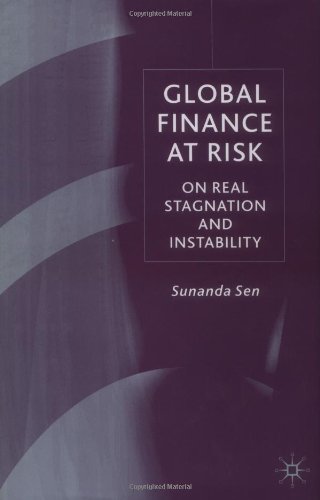 GLOBAL
FINANCE
AT RISK
ON REAL
STAGNATION
AND
INSTABILITY
Sunanda Sen